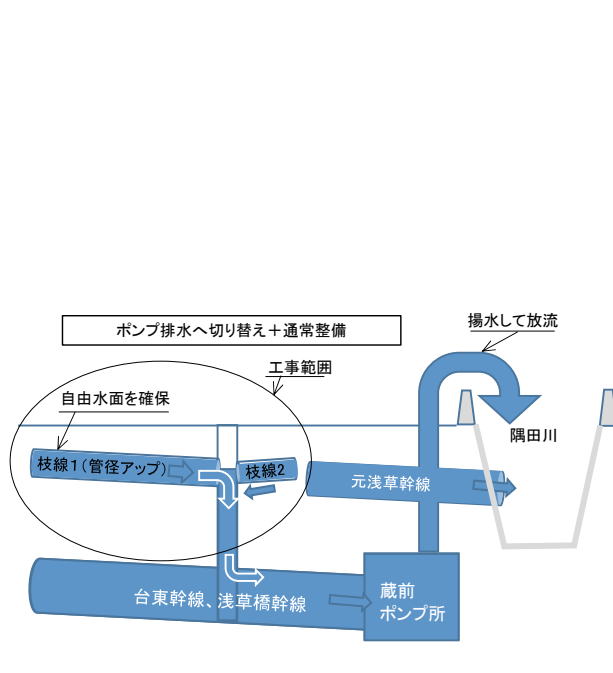 揚水して放流
ポンプ排水へ切り替え＋通常整備
工事範囲
自由水面を確保
隅田川
枝線１（管径アップ）
枝線2
元浅草幹線
台東幹線、浅草橋幹線
蔵前
ポンプ所